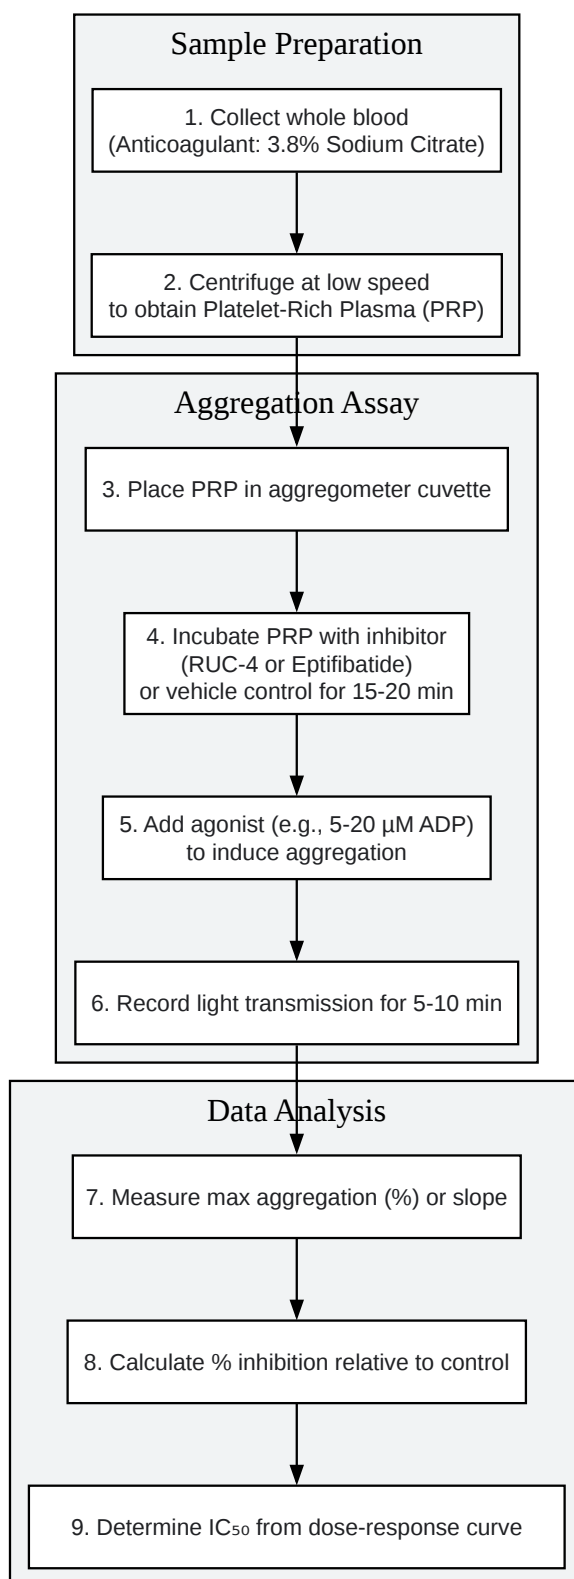 Sample Preparation
1. Collect whole blood
(Anticoagulant: 3.8% Sodium Citrate)
2. Centrifuge at low speed
to obtain Platelet-Rich Plasma (PRP)
Aggregation Assay
3. Place PRP in aggregometer cuvette
4. Incubate PRP with inhibitor
(RUC-4 or Eptifibatide)
or vehicle control for 15-20 min
5. Add agonist (e.g., 5-20 µM ADP)
to induce aggregation
6. Record light transmission for 5-10 min
Data Analysis
7. Measure max aggregation (%) or slope
8. Calculate % inhibition relative to control
9. Determine IC₅₀ from dose-response curve